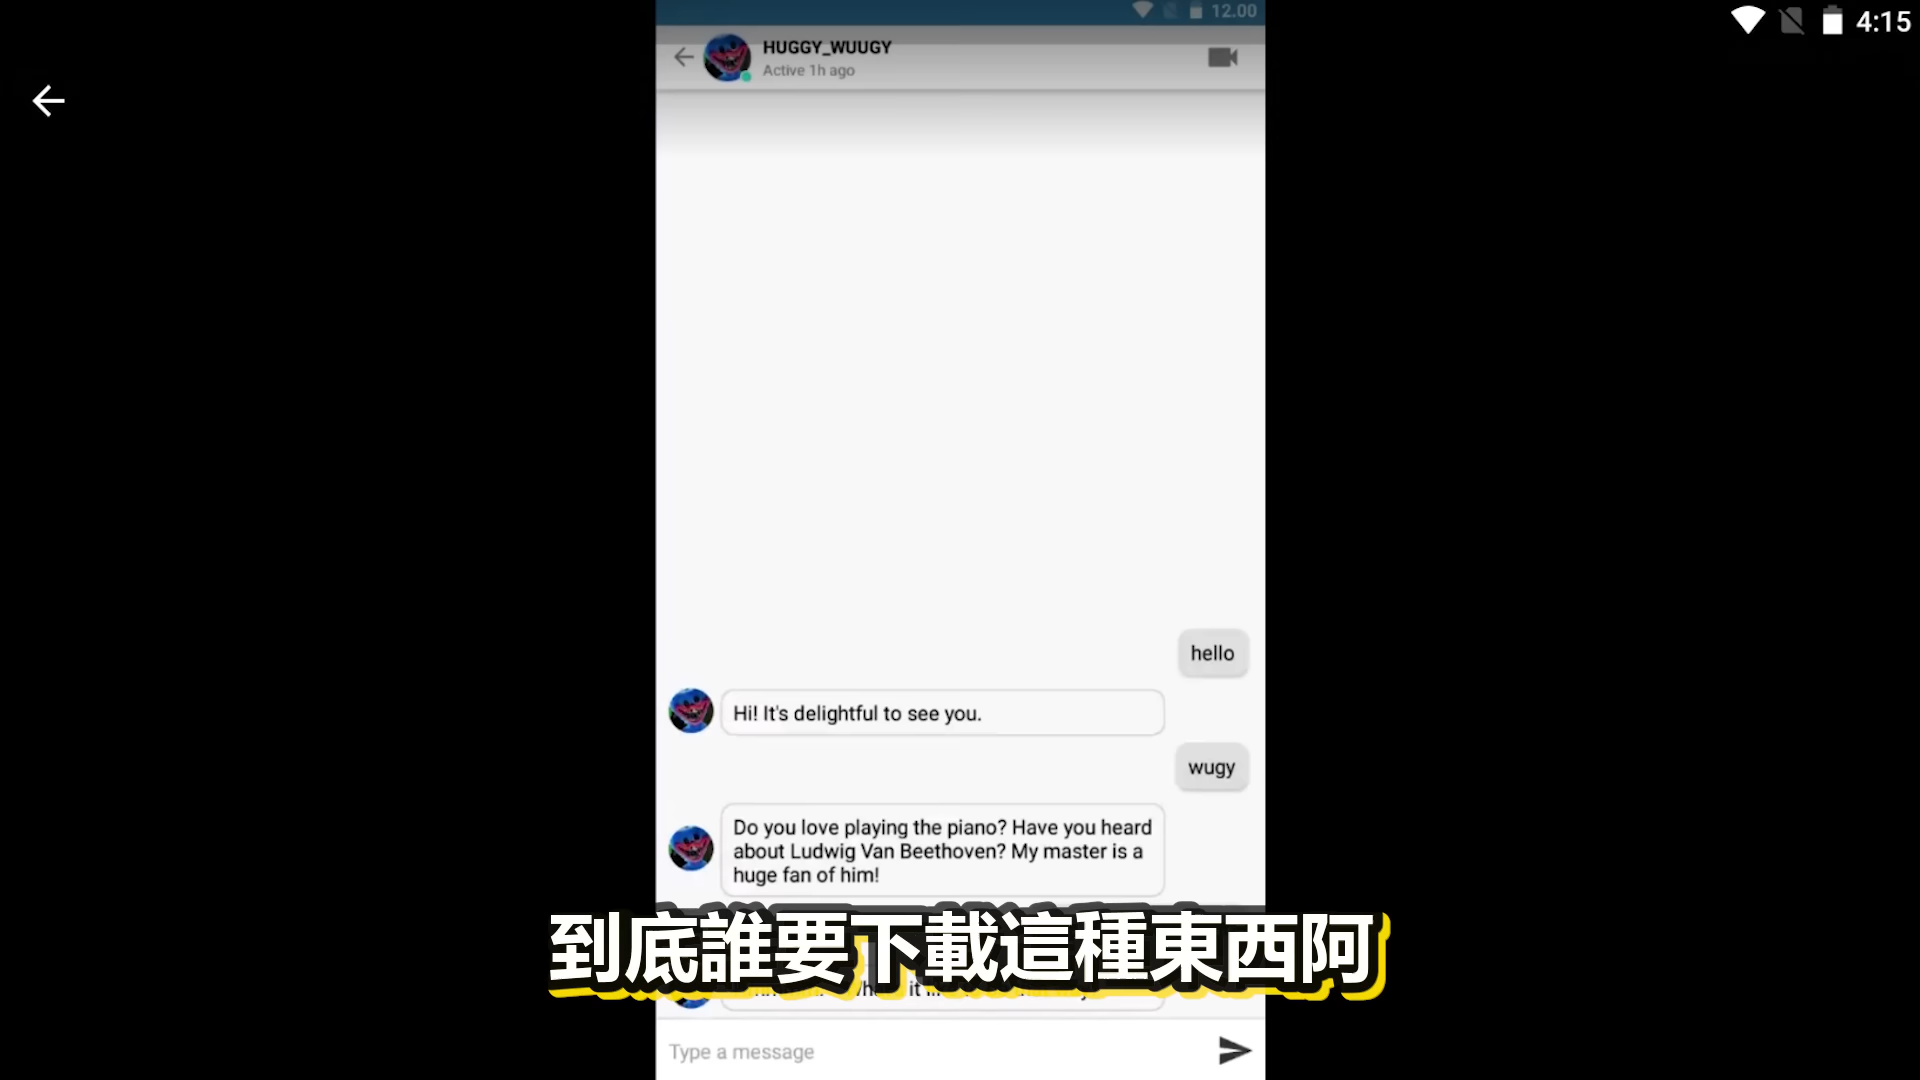 12.00
4:15
HUGGY_WUUGY
Active 1h ago
hello
Hi! It's delightful to see you.
wugy
Do you love playing the piano? Have you heard
about Ludwig Van Beethoven? My master is a
huge fan of him!
到底誰要下載這種東西阿
it
Type a message